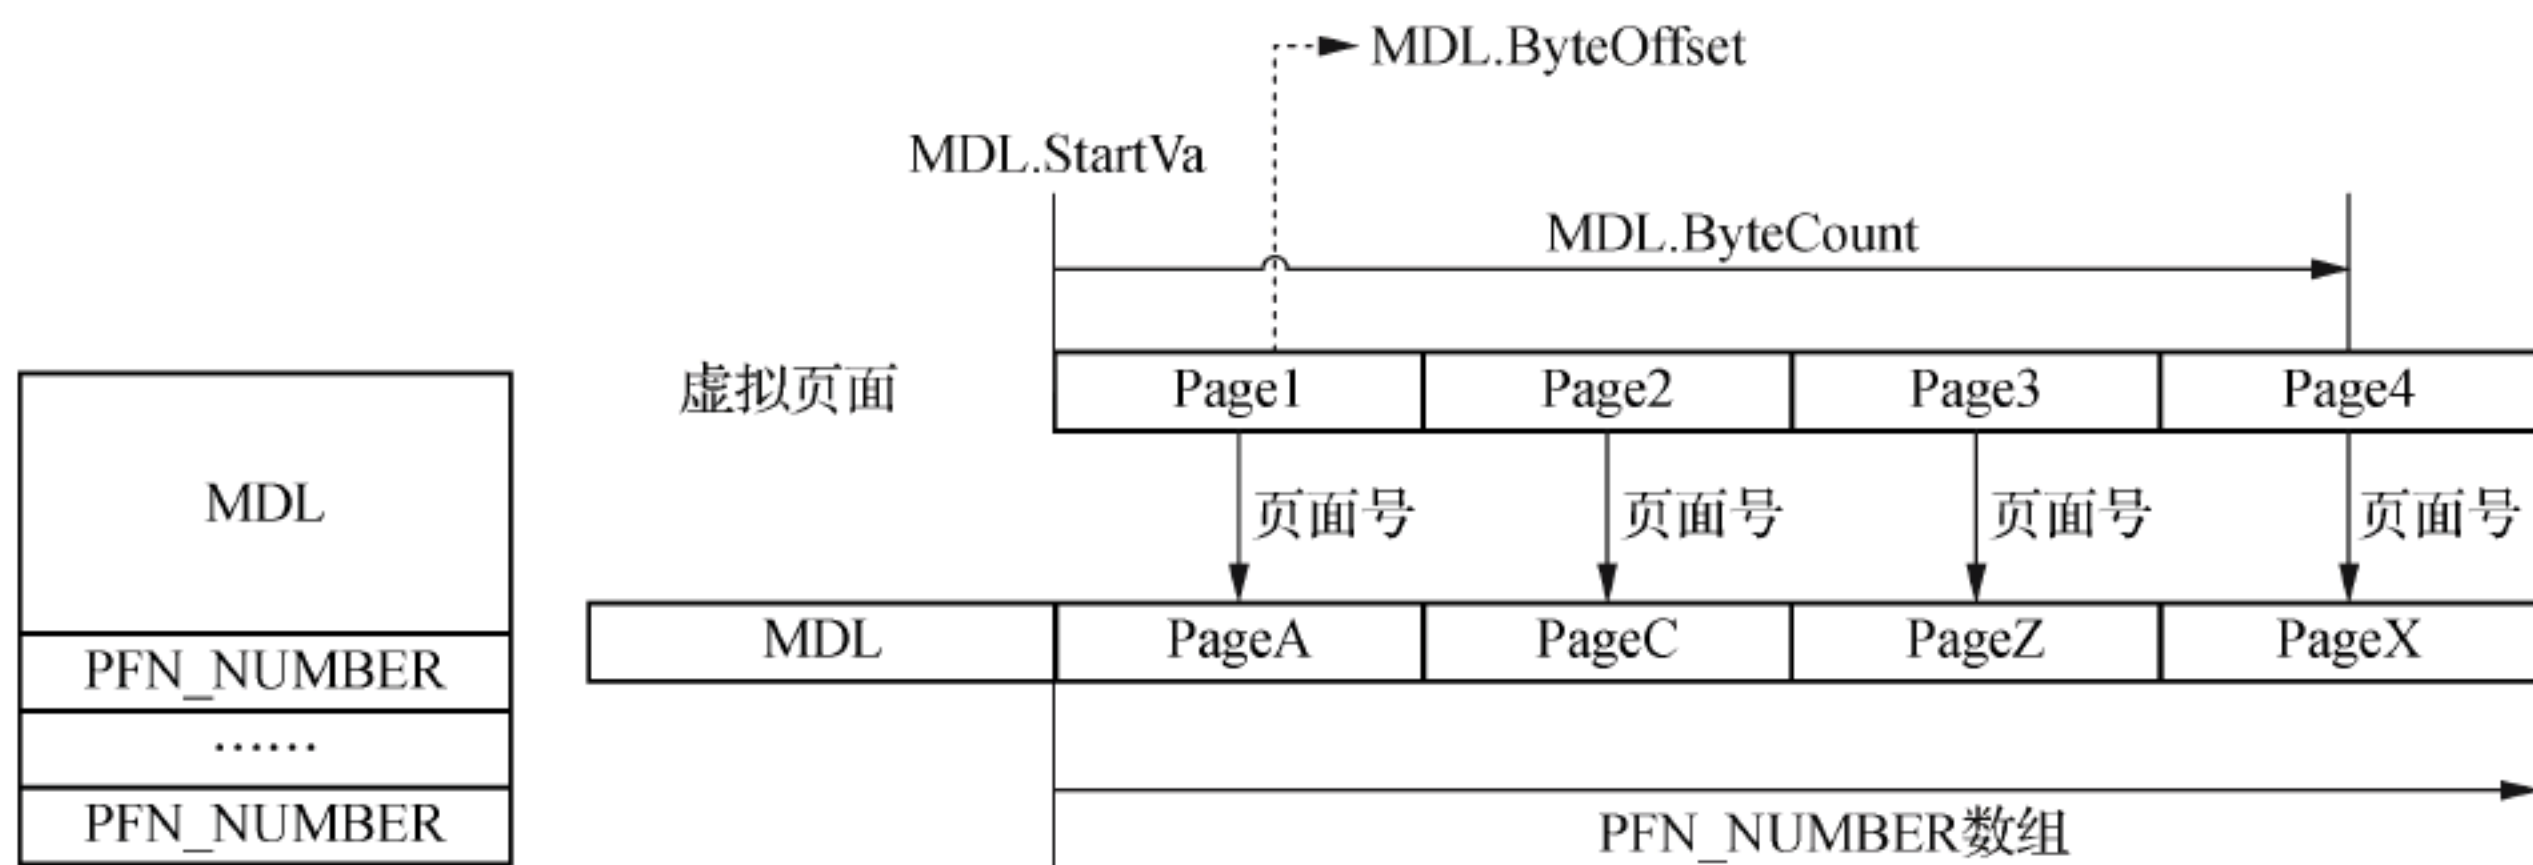 MDL.ByteOffset
MDL.StartVa
MDL.ByteCount
虚拟页面
Page1
Page2
Page3
Page4
MDL
页面号
页面号
页面号
页面号
MDL
PageA
PageC
PageZ
PageX
PFN_NUMBER
……
PFN_NUMBER
PFN_NUMBER数组